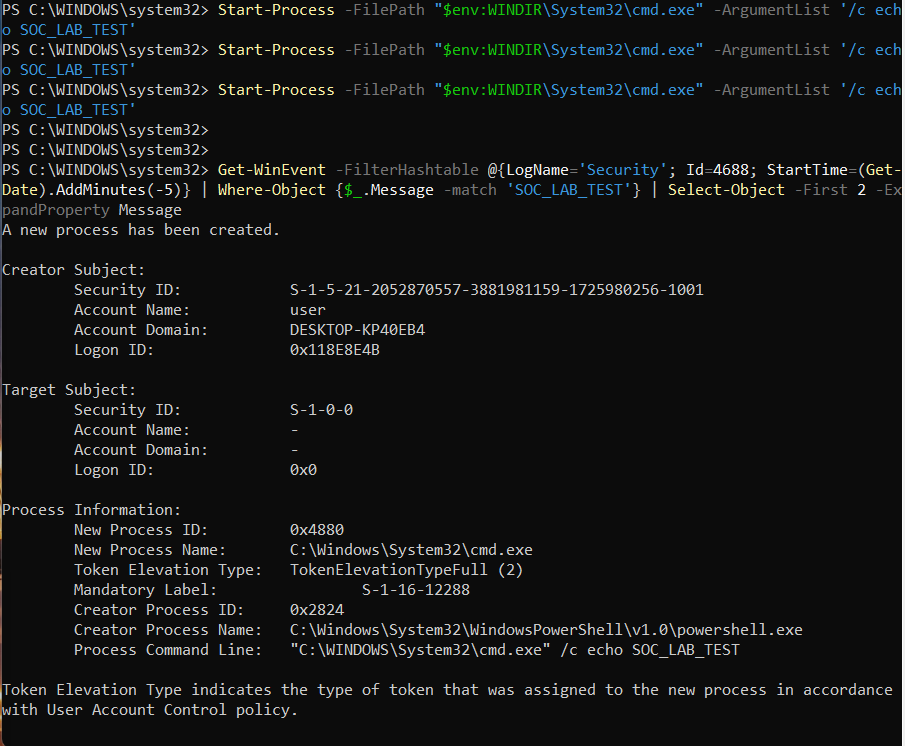 PS C:\WINDOWS\system32> Start-Process -FilePath "$env:WINDIR\System32\cmd.exe" -ArgumentList '/c ech
o SOC_LAB_TEST'
PS C:\WINDOWS\system32> Start-Process -FilePath "$env:WINDIR\System32\cmd.exe" -ArgumentList '/c ech
o SOC_LAB_TEST'
PS C:\WINDOWS\system32> Start-Process -FilePath "$env:WINDIR\System32\cmd.exe" -ArgumentList '/c ech
o SOC_LAB_TEST'
PS C:\WINDOWS\system32>
PS C:\WINDOWS\system32>
PS C:\WINDOWS\system32> Get-WinEvent -FilterHashtable @{LogName='Security'; Id=4688; StartTime=(Get-
Date).AddMinutes(-5)} | Where-Object {$_.Message -match 'SOC_LAB_TEST'} | Select-Object -First 2 -Ex
pandProperty Message
A new process has been created.

Creator Subject:
        Security ID:            S-1-5-21-2052870557-3881981159-1725980256-1001
        Account Name:           user
        Account Domain:         DESKTOP-KP40EB4
        Logon ID:               0x118E8E4B

Target Subject:
        Security ID:            S-1-0-0
        Account Name:           -
        Account Domain:         -
        Logon ID:               0x0

Process Information:
        New Process ID:         0x4880
        New Process Name:       C:\Windows\System32\cmd.exe
        Token Elevation Type:   TokenElevationTypeFull (2)
        Mandatory Label:                S-1-16-12288
        Creator Process ID:     0x2824
        Creator Process Name:   C:\Windows\System32\WindowsPowerShell\v1.0\powershell.exe
        Process Command Line:   "C:\WINDOWS\System32\cmd.exe" /c echo SOC_LAB_TEST

Token Elevation Type indicates the type of token that was assigned to the new process in accordance
with User Account Control policy.